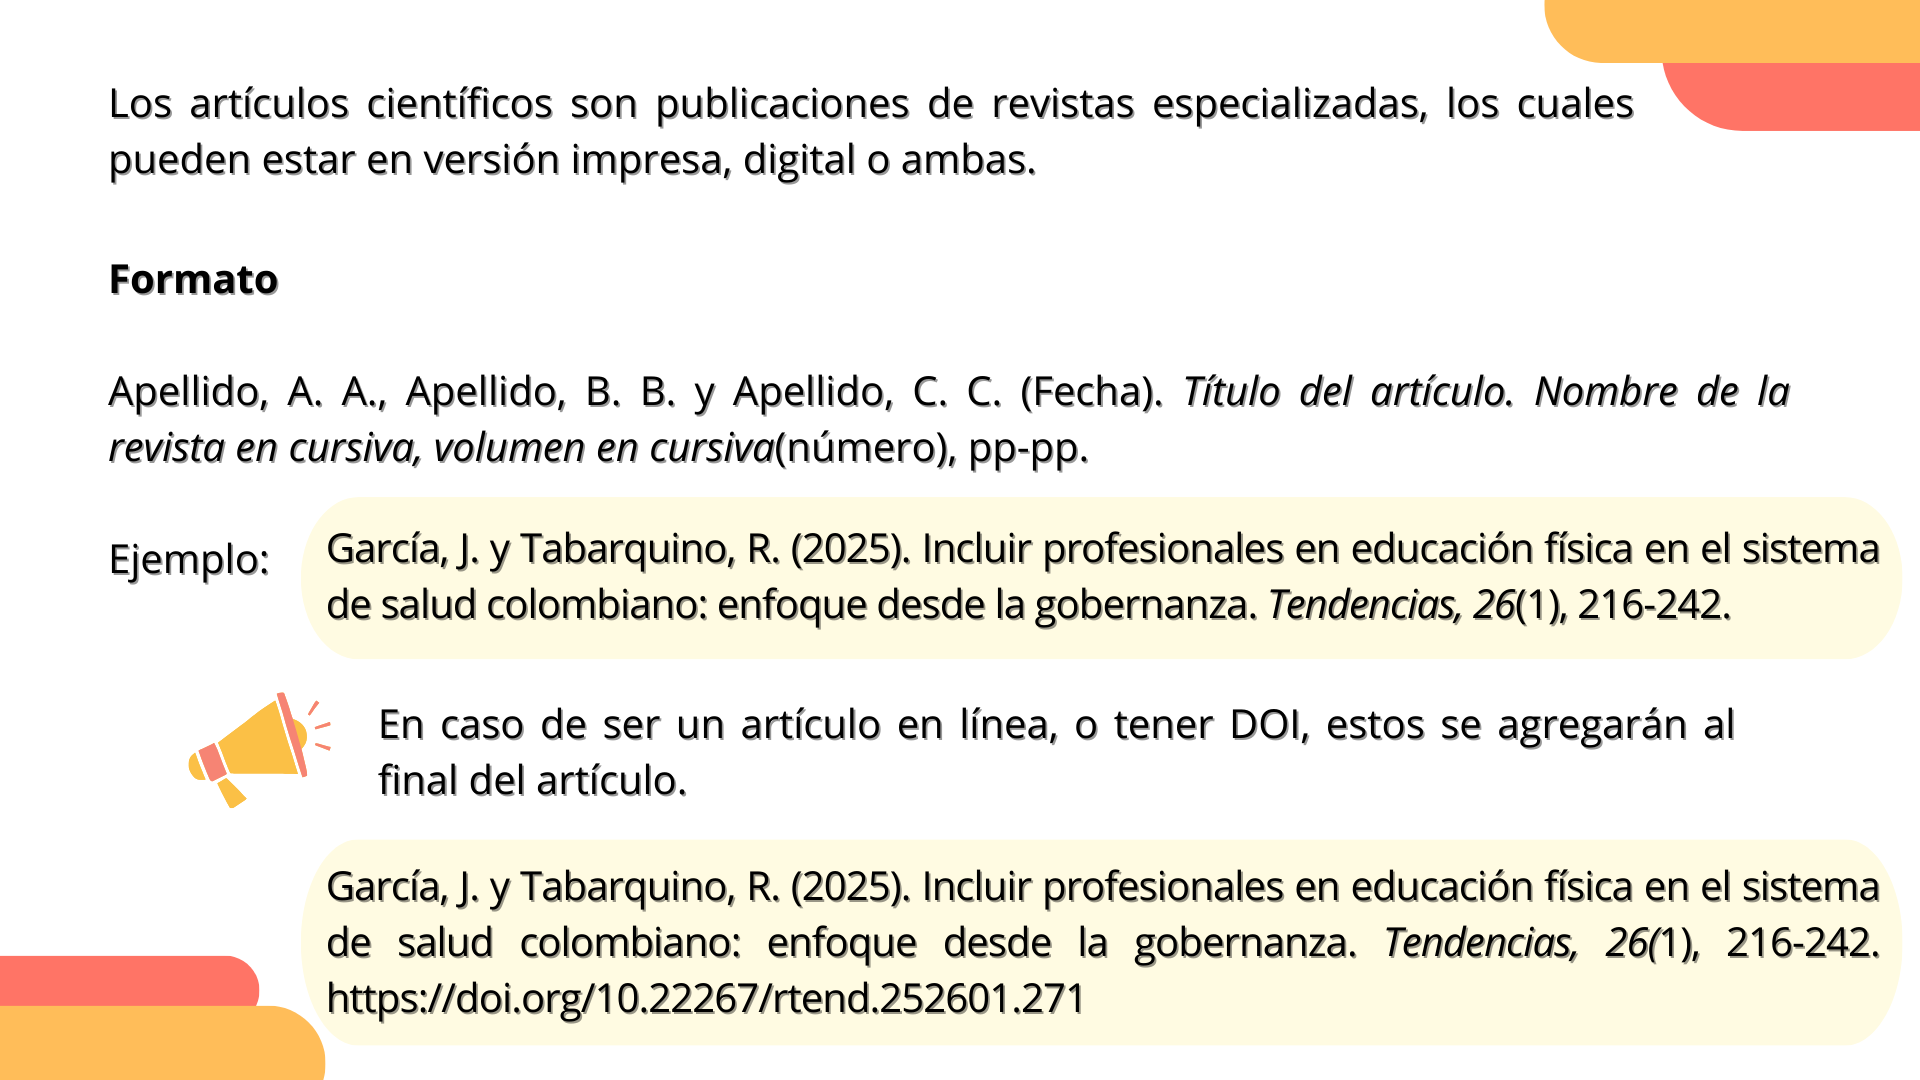 Los artículos científicos son publicaciones de revistas especializadas, los cuales
pueden estar en versión impresa, digital o ambas.
Formato
Apellido, A. A., Apellido, B. B. y Apellido, C. C. (Fecha). Título del artículo. Nombre de la
revista en cursiva, volumen en cursiva(número), pp-pp.
Ejemplo:
García, J. y Tabarquino, R. (2025). Incluir profesionales en educación física en el sistema
de salud colombiano: enfoque desde la gobernanza. Tendencias, 26(1), 216-242.
En caso de ser un artículo en línea, o tener DOI, estos se agregarán al
final del artículo.
García, J. y Tabarquino, R. (2025). Incluir profesionales en educación física en el sistema
de salud colombiano: enfoque desde la gobernanza. Tendencias, 26(1), 216-242.
https://doi.org/10.22267/rtend.252601.271